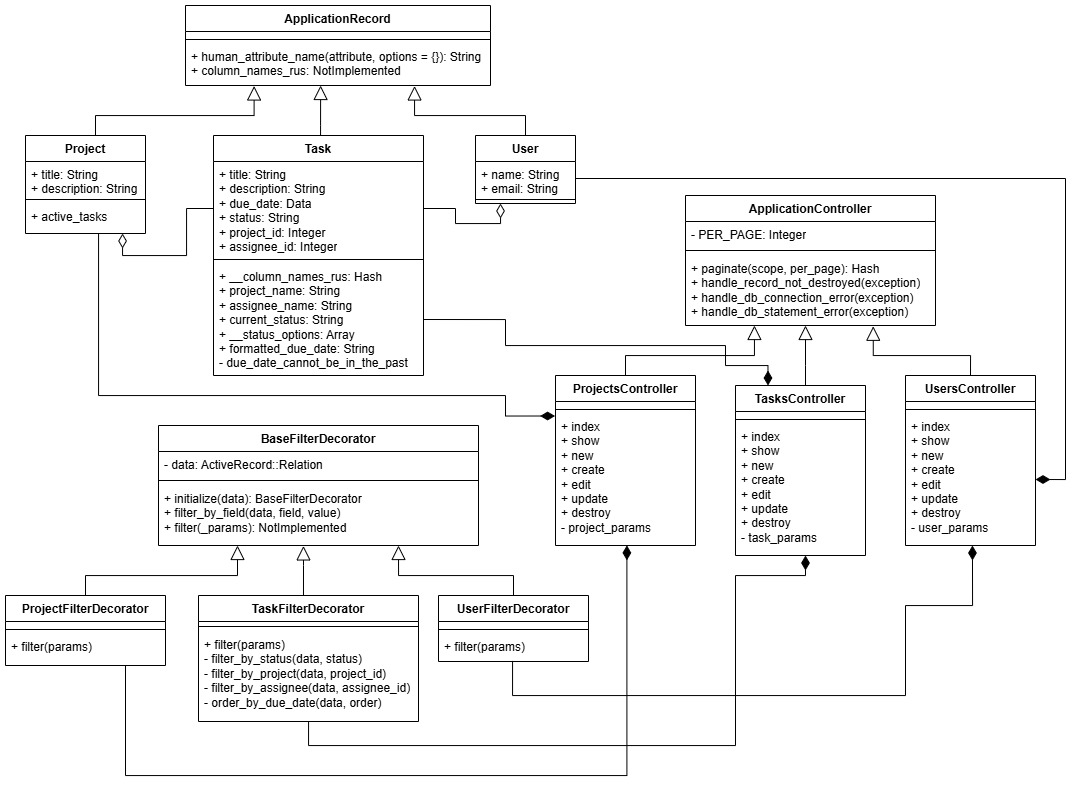 ApplicationRecord
+ human_attribute_name(attribute, options = {}): String
+ column_names_rus: NotImplemented
Project
+ title: String
+ description: String
+ active_tasks
Task
+ title: String
+ description: String
+ due_date: Data
+ status: String
+ project_id: Integer
+ assignee_id: Integer
+ __column_names_rus: Hash
+ project_name: String
+ assignee_name: String
+ current_status: String
+ __status_options: Array
+ formatted_due_date: String
- due_date_cannot_be_in_the_past
User
+ name: String
+ email: String
ApplicationController
- PER_PAGE: Integer
+ paginate(scope, per_page): Hash
+ handle_record_not_destroyed(exception)
+ handle_db_connection_error(exception)
+ handle_db_statement_error(exception)
ProjectsController
+ index
+ show
+ new
+ create
+ edit
+ update
+ destroy
- project_params
TasksController
+ index
+ show
+ new
+ create
+ edit
+ update
+ destroy
- task_params
UsersController
+ index
+ show
+ new
+ create
+ edit
+ update
+ destroy
- user_params
BaseFilterDecorator
- data: ActiveRecord::Relation
+ initialize(data): BaseFilterDecorator
+ filter_by_field(data, field, value)
+ filter(_params): NotImplemented
ProjectFilterDecorator
+ filter(params)
TaskFilterDecorator
+ filter(params)
- filter_by_status(data, status)
- filter_by_project(data, project_id)
- filter_by_assignee(data, assignee_id)
- order_by_due_date(data, order)
UserFilterDecorator
+ filter(params)